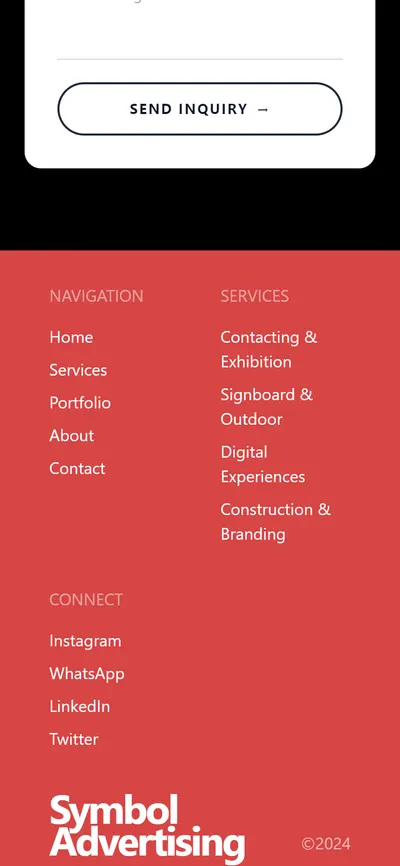 SEND INQUIRY →
NAVIGATION
Home
Services
Portfolio
About
Contact
SERVICES
Contacting &
Exhibition
Signboard &
Outdoor
Digital
Experiences
Construction &
Branding
CONNECT
Instagram
WhatsApp
LinkedIn
Twitter
Symbol
Advertising
©2024